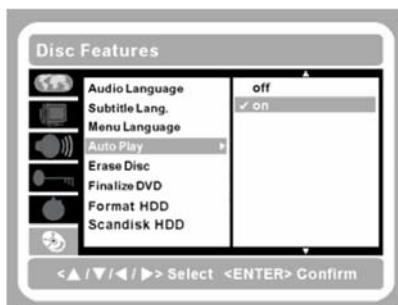 Disc Features
Audio Language
Subtitle Lang.
Menu Language
Auto Play
Erase Disc
Finalize DVD
Format HDD
Scandisk HDD
off
✓ on
<▲ / ▼ / ◀ / ▶> Select <ENTER> Confirm